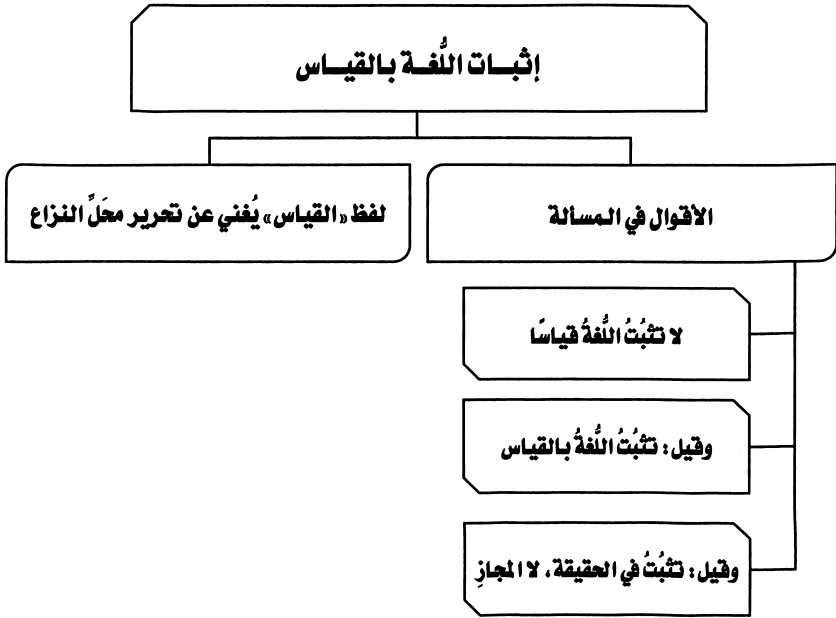 إثبات اللُّغة بالقياس
الأقوال في المسألة
لفظ «القياس» يُغني عن تحرير محَلِّ النزاع
لا تثبُتُ اللُّغةُ قياسًا
وقيل: تثبُتُ اللُّغةُ بالقياس
وقيل: تثبُتُ في الحقيقة، لا المجازِ